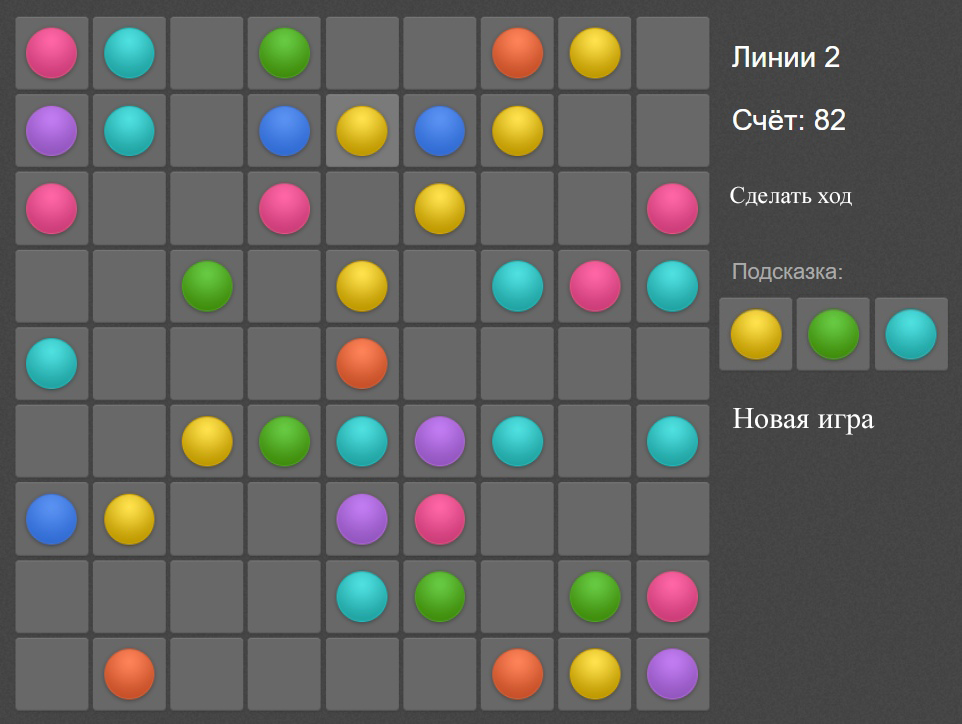 Линии 2
Счёт: 82
Сделать ход
Подсказка:
Новая игра